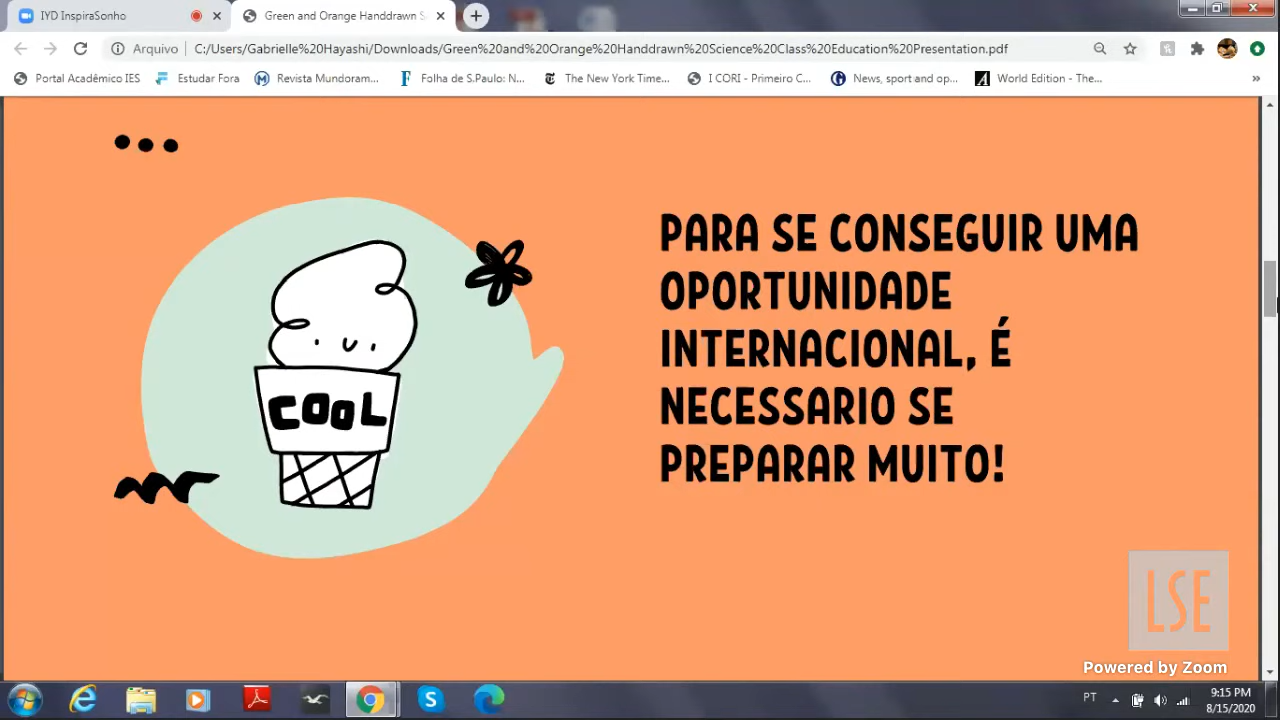 IYD InspiraSonho
Green and Orange Handdrawn S
Arquivo
C:/Users/Gabrielle%20Hayashi/Downloads/Green%20and%20Orange%20Handdrawn%20Science%20Class%20Education%20Presentation.pdf
Portal Acadêmico IES
Estudar Fora
Revista Mundoram...
Folha de S.Paulo: N...
The New York Time...
I CORI - Primeiro C...
News, sport and op...
World Edition - The...
»
COOL
PARA SE CONSEGUIR UMA
OPORTUNIDADE
INTERNACIONAL, É
NECESSARIO SE
PREPARAR MUITO!
LSE
Powered by Zoom
PT
9:15 PM
8/15/2020